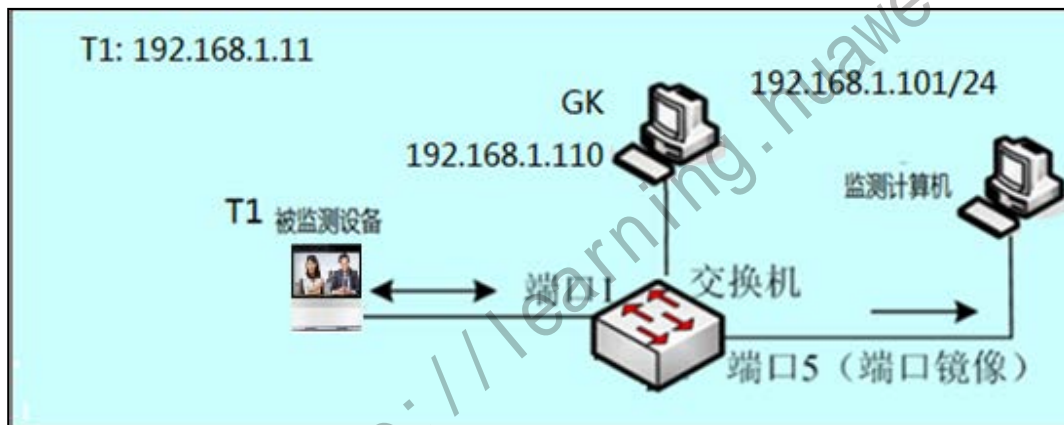 T1: 192.168.1.11
192.168.1.101/24
GK
192.168.1.110
监测计算机
T1 被监测设备
端口1
交换机
端口5（端口镜像）
://learning.huawe